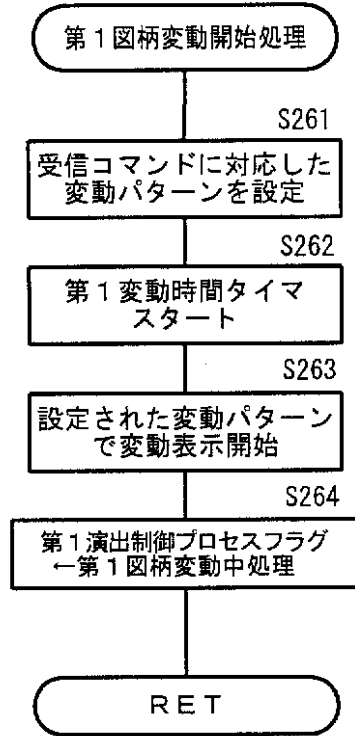 第1図柄変動開始処理
S261
受信コマンドに対応した
変動パターンを設定
S262
第1変動時間タイマ
スタート
S263
設定された変動パターン
で変動表示開始
S264
第1演出制御プロセスフラグ
←第1図柄変動中処理
RET